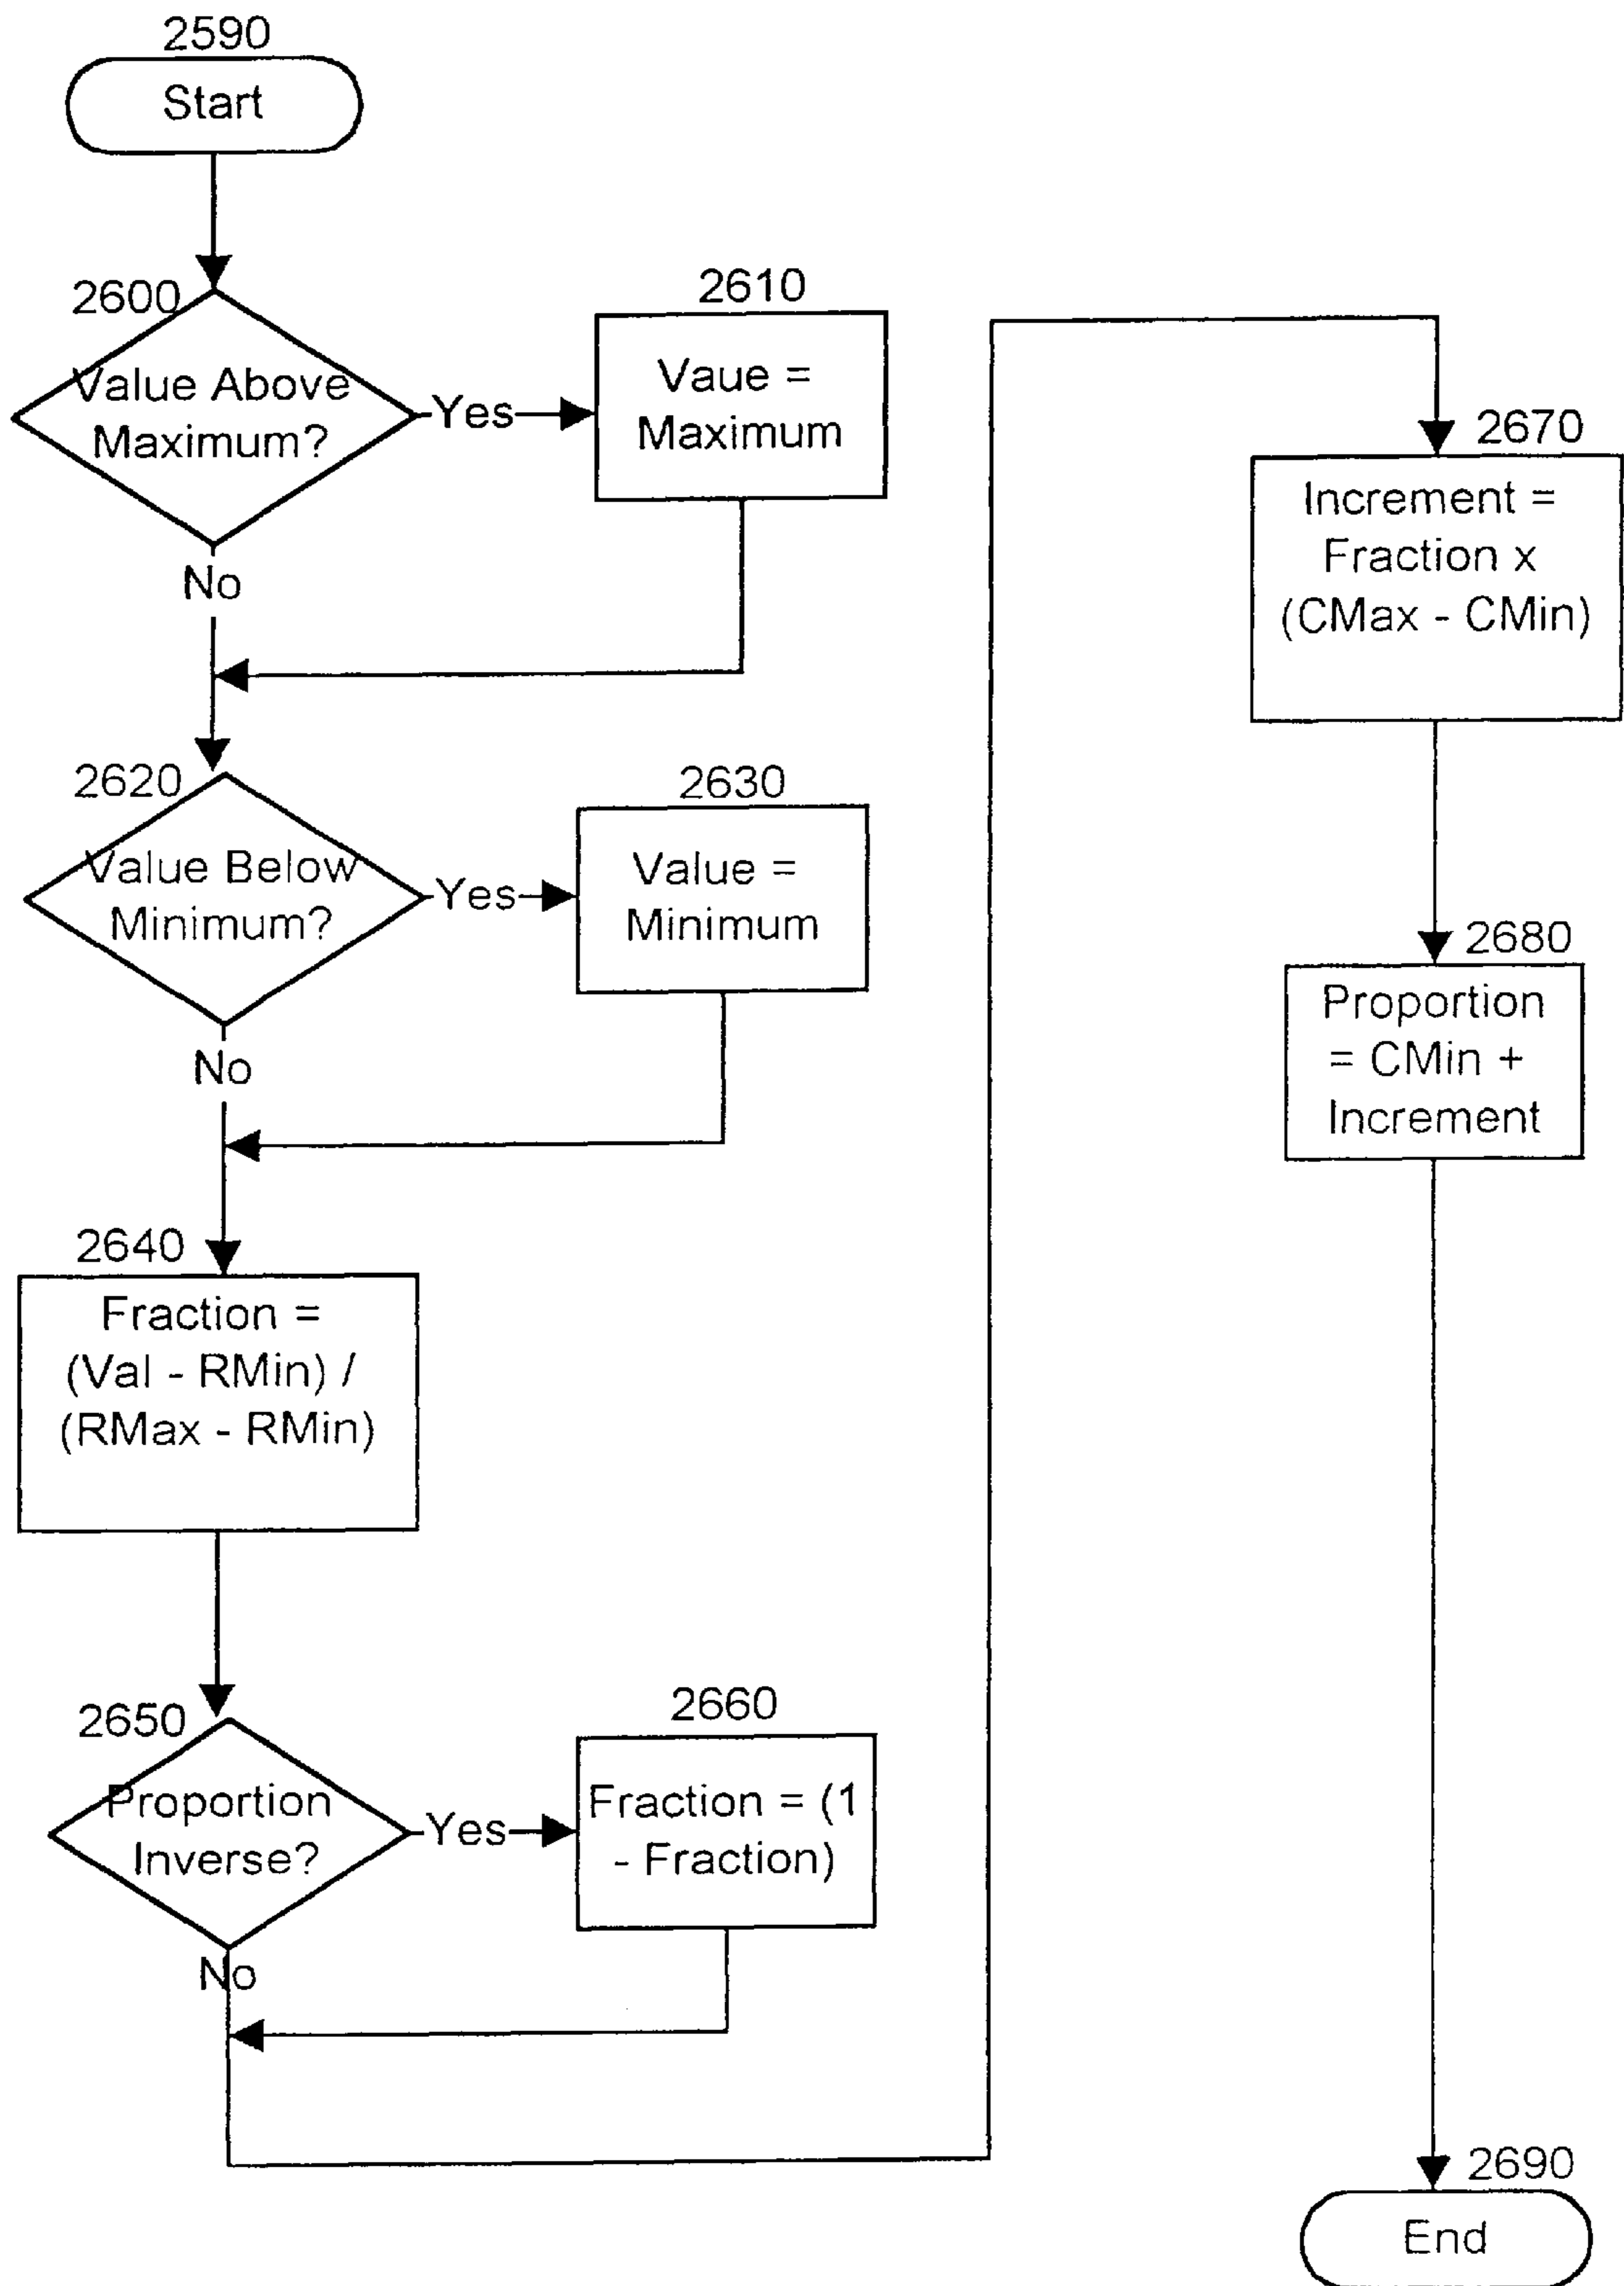 2590
Start
2600
Value Above
Maximum?
Yes
2610
Vaue =
Maximum
No
2620
Value Below
Minimum?
Yes
2630
Value =
Minimum
No
2640
Fraction =
(Val - RMin) /
(RMax - RMin)
2650
Proportion
Inverse?
Yes
2660
Fraction = (1
- Fraction)
No
2670
Increment =
Fraction x
(CMax - CMin)
2680
Proportion
= CMin +
Increment
2690
End